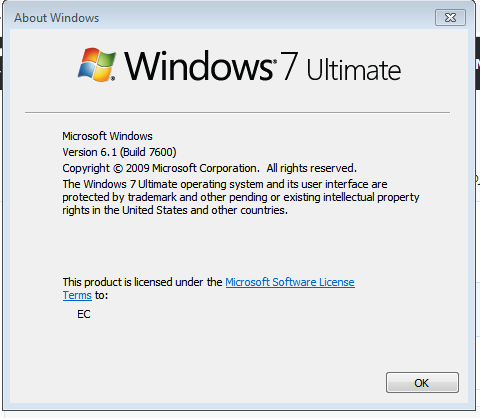 About Windows
Windows® 7 Ultimate
Microsoft Windows
Version 6.1 (Build 7600)
Copyright © 2009 Microsoft Corporation. All rights reserved.
The Windows 7 Ultimate operating system and its user interface are
protected by trademark and other pending or existing intellectual property
rights in the United States and other countries.
This product is licensed under the Microsoft Software License
Terms to:
EC
OK